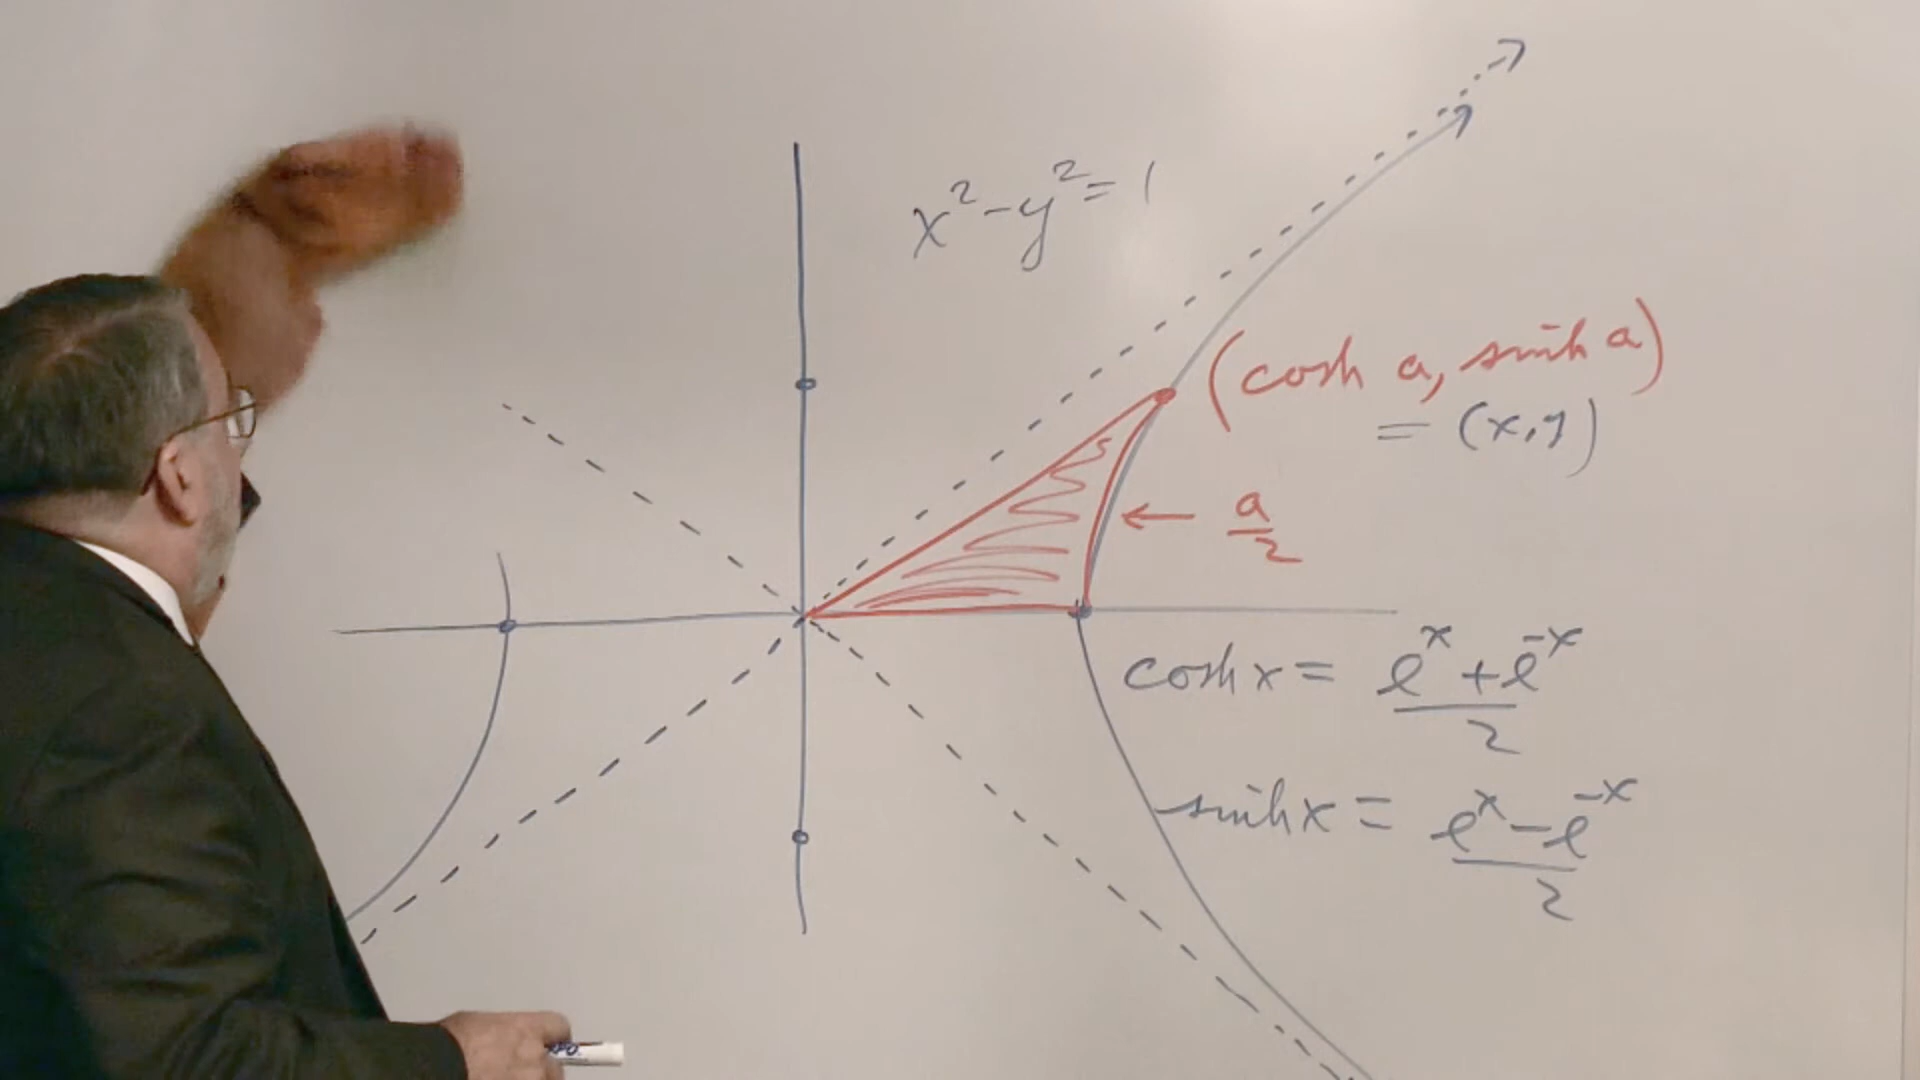 x² - y² = 1
(cosh a, sinh a)
= (x, y)
← a/2
cosh x = (e^x + e^-x)/2
sinh x = (e^x - e^-x)/2